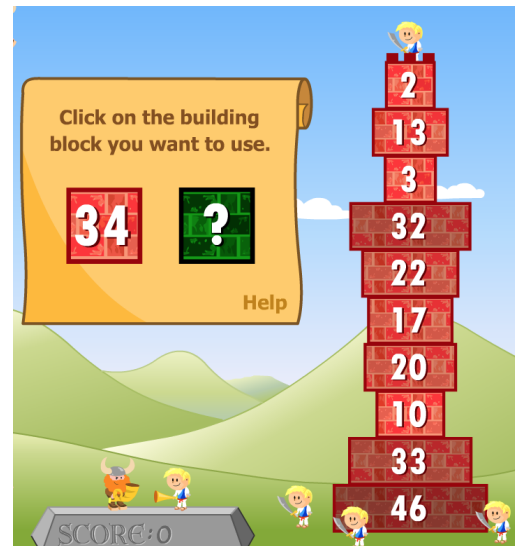 Click on the building
block you want to use.
34 ?
Help
2
13
3
32
22
17
20
10
33
46
SCORE:0